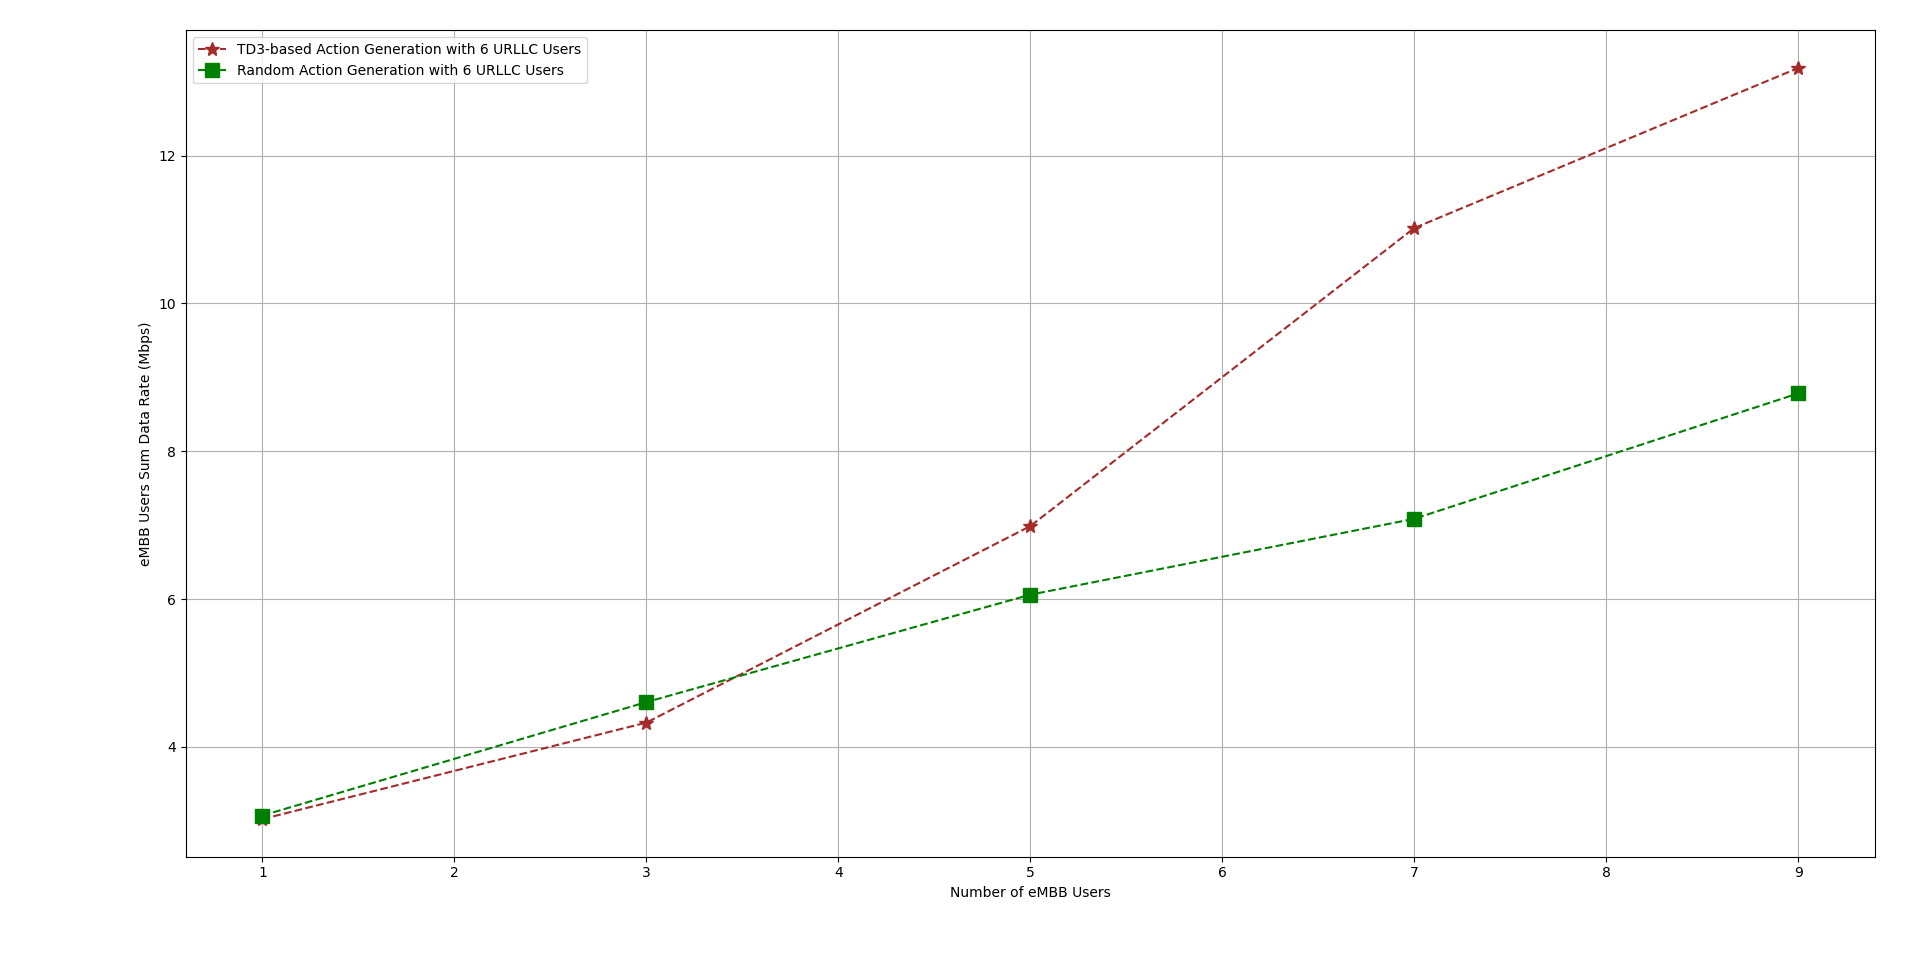 TD3-based Action Generation with 6 URLLC Users
Random Action Generation with 6 URLLC Users
12
10
8
6
4
eMBB Users Sum Data Rate (Mbps)
1 2 3 4 5 6 7 8 9
Number of eMBB Users